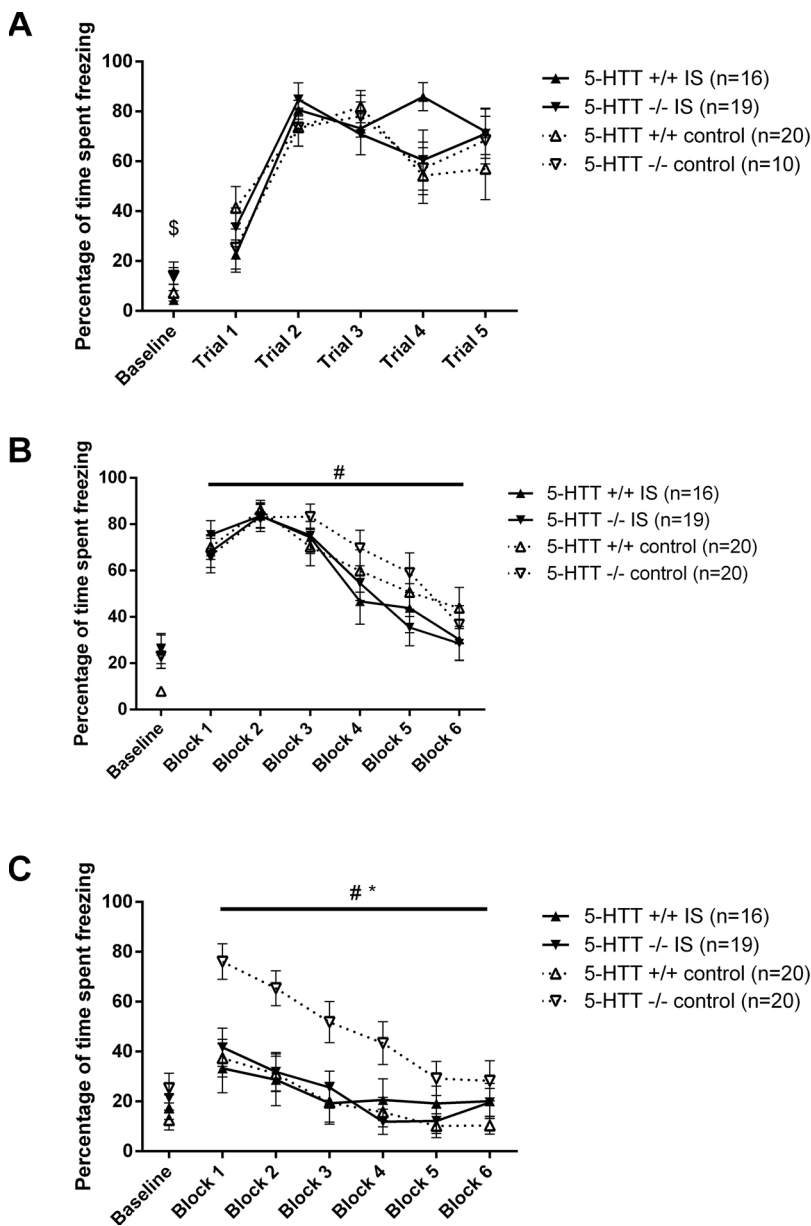 A
Percentage of time spent freezing
100
80
60
40
20
0
$
Baseline
Trial 1
Trial 2
Trial 3
Trial 4
Trial 5
5-HTT +/+ IS (n=16)
5-HTT -/- IS (n=19)
5-HTT +/+ control (n=20)
5-HTT -/- control (n=10)
B
Percentage of time spent freezing
100
80
60
40
20
0
#
Baseline
Block 1
Block 2
Block 3
Block 4
Block 5
Block 6
5-HTT +/+ IS (n=16)
5-HTT -/- IS (n=19)
5-HTT +/+ control (n=20)
5-HTT -/- control (n=20)
C
Percentage of time spent freezing
100
80
60
40
20
0
# *
Baseline
Block 1
Block 2
Block 3
Block 4
Block 5
Block 6
5-HTT +/+ IS (n=16)
5-HTT -/- IS (n=19)
5-HTT +/+ control (n=20)
5-HTT -/- control (n=20)